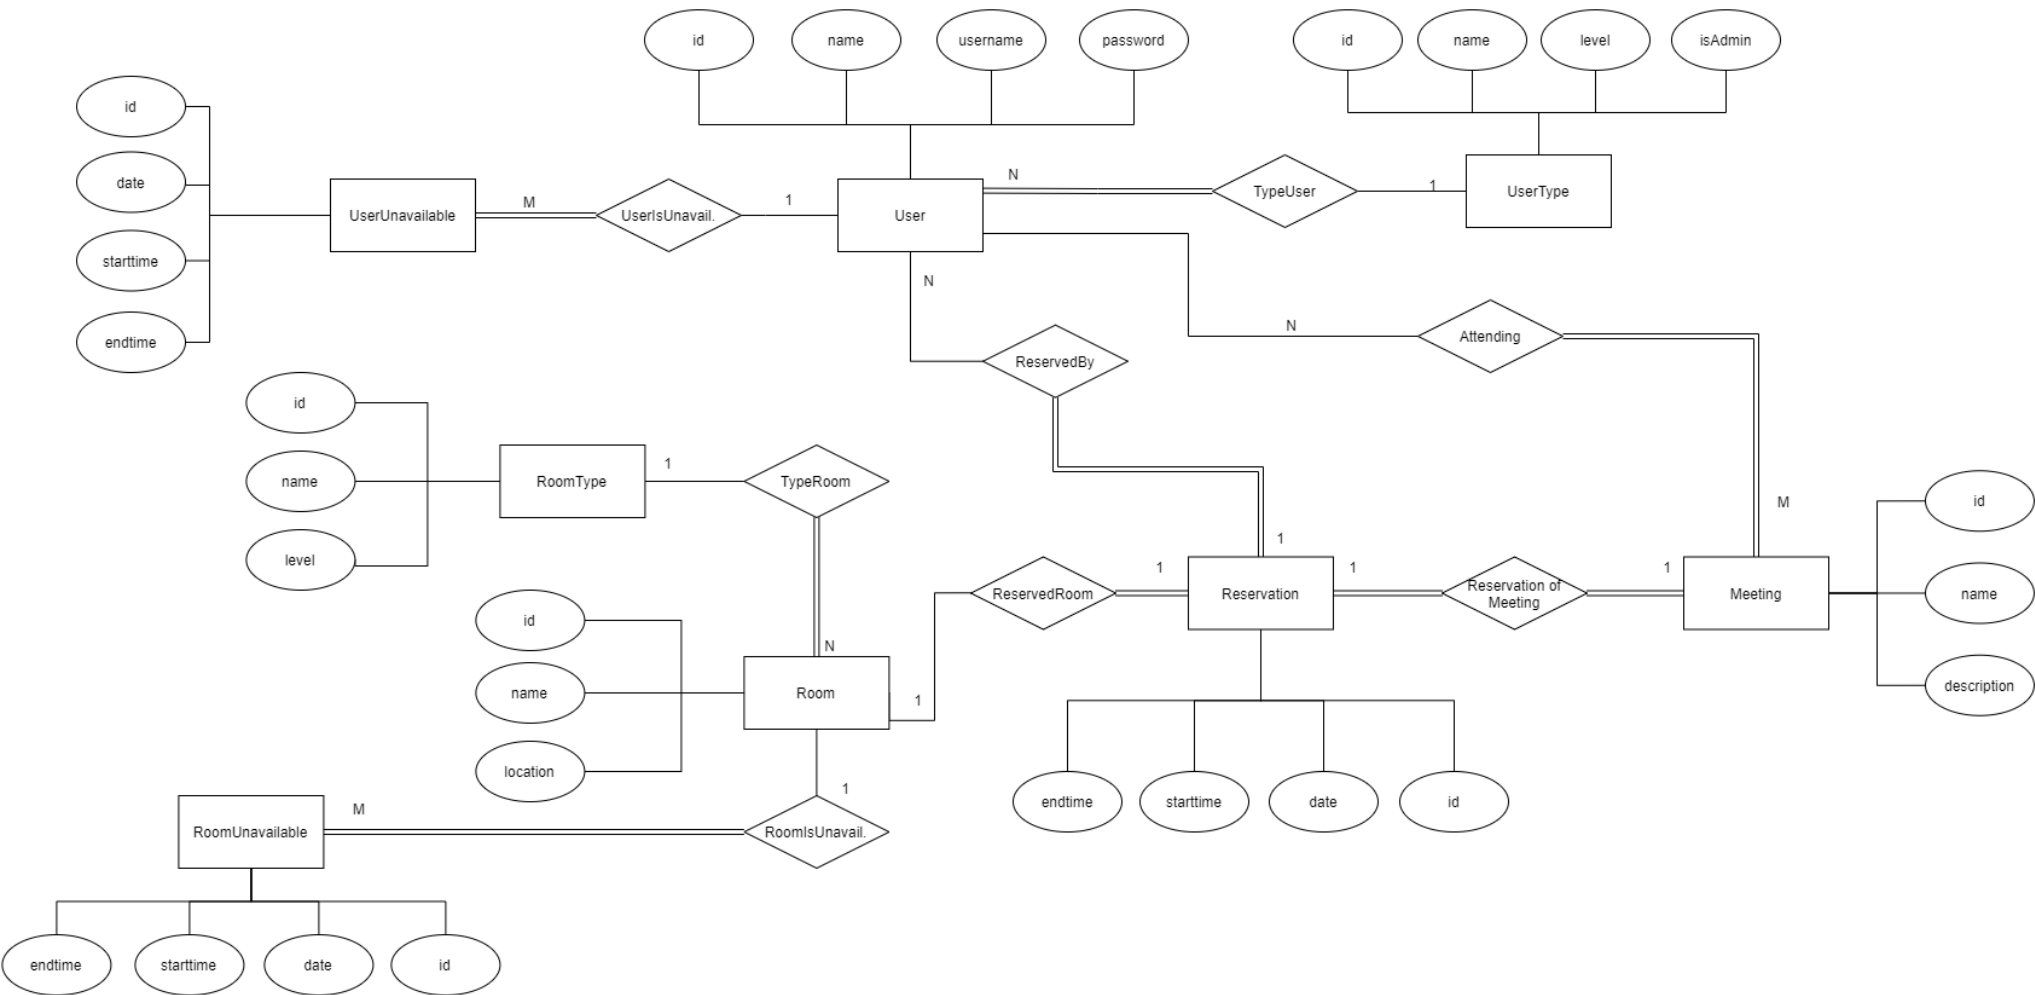 id
name
username
password
id
name
level
isAdmin
id
date
starttime
endtime
UserUnavailable
M
UserIsUnavail.
1
User
N
TypeUser
1
UserType
N
ReservedBy
N
Attending
id
name
level
RoomType
1
TypeRoom
N
M
id
name
description
id
name
location
Room
1
ReservedRoom
1
1
Reservation
1
Reservation of
Meeting
1
Meeting
endtime
starttime
date
id
1
RoomIsUnavail.
M
RoomUnavailable
endtime
starttime
date
id